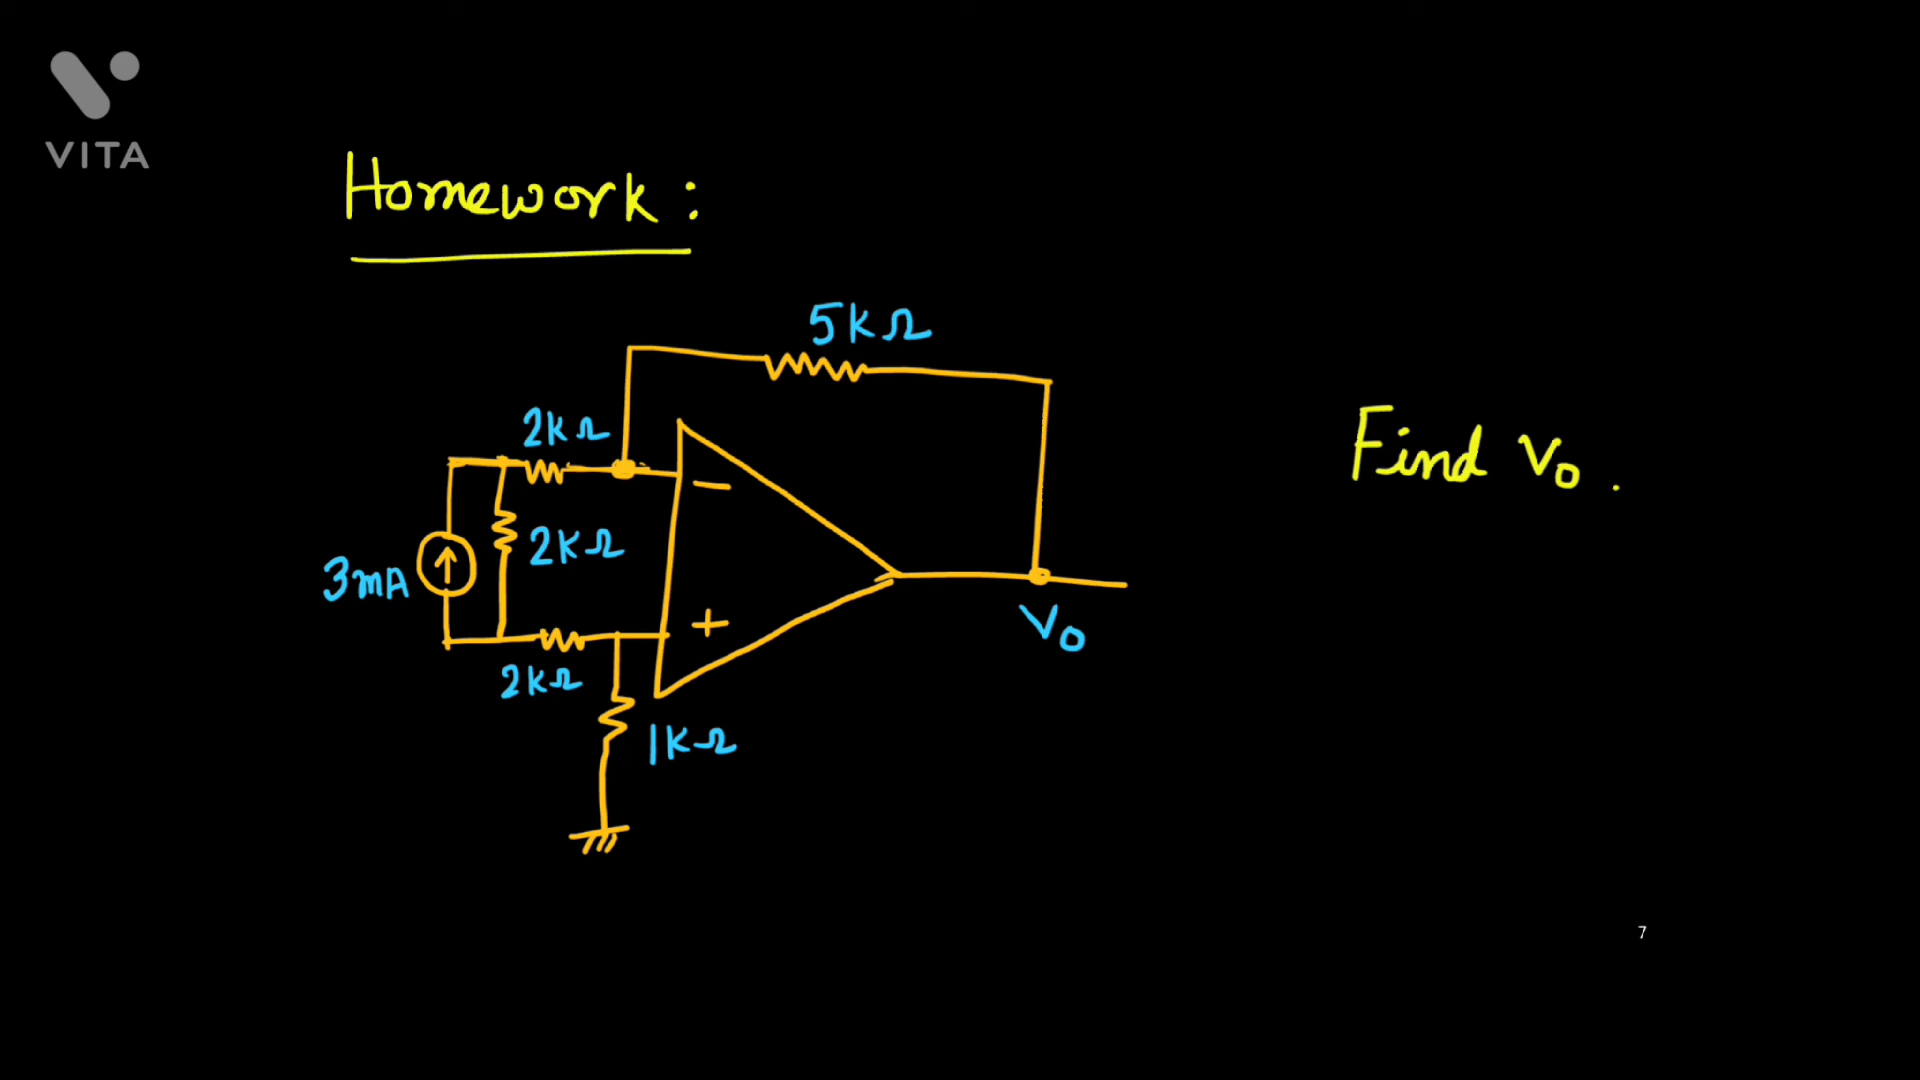 VITA
Homework :
5kΩ
2kΩ
Find Vo .
-
2kΩ
3mA
+
Vo
2kΩ
1kΩ
7